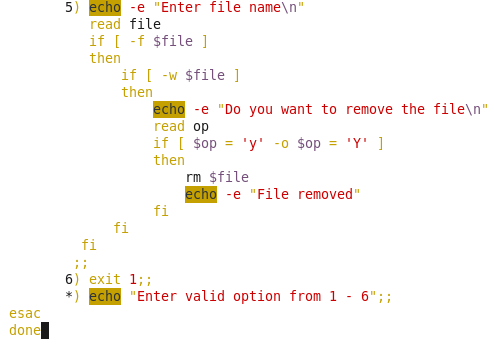 5) echo -e "Enter file name\n"
read file
if [ -f $file ]
then
if [ -w $file ]
then
echo -e "Do you want to remove the file\n"
read op
if [ $op = 'y' -o $op = 'Y' ]
then
rm $file
echo -e "File removed"
fi
fi
fi
;;
6) exit 1;;
*) echo "Enter valid option from 1 - 6";;
esac
done